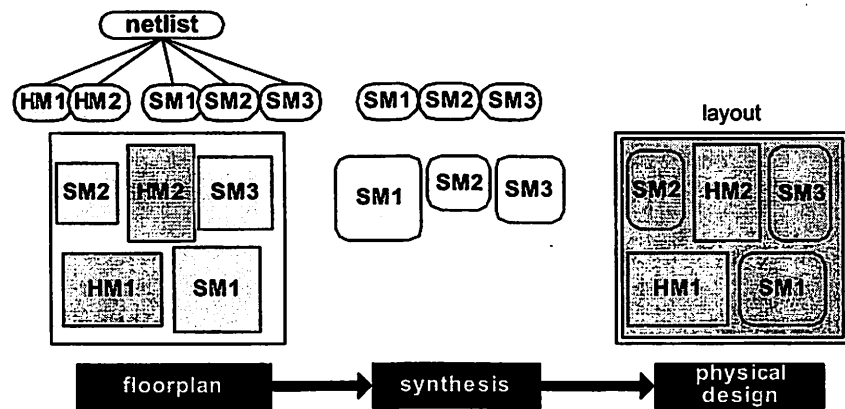 netlist
HM1 HM2 SM1 SM2 SM3
SM1 SM2 SM3
layout
SM2 HM2 SM3
HM1 SM1
SM1 SM2 SM3
SM2 HM2 SM3
HM1 SM1
floorplan
synthesis
physical
design